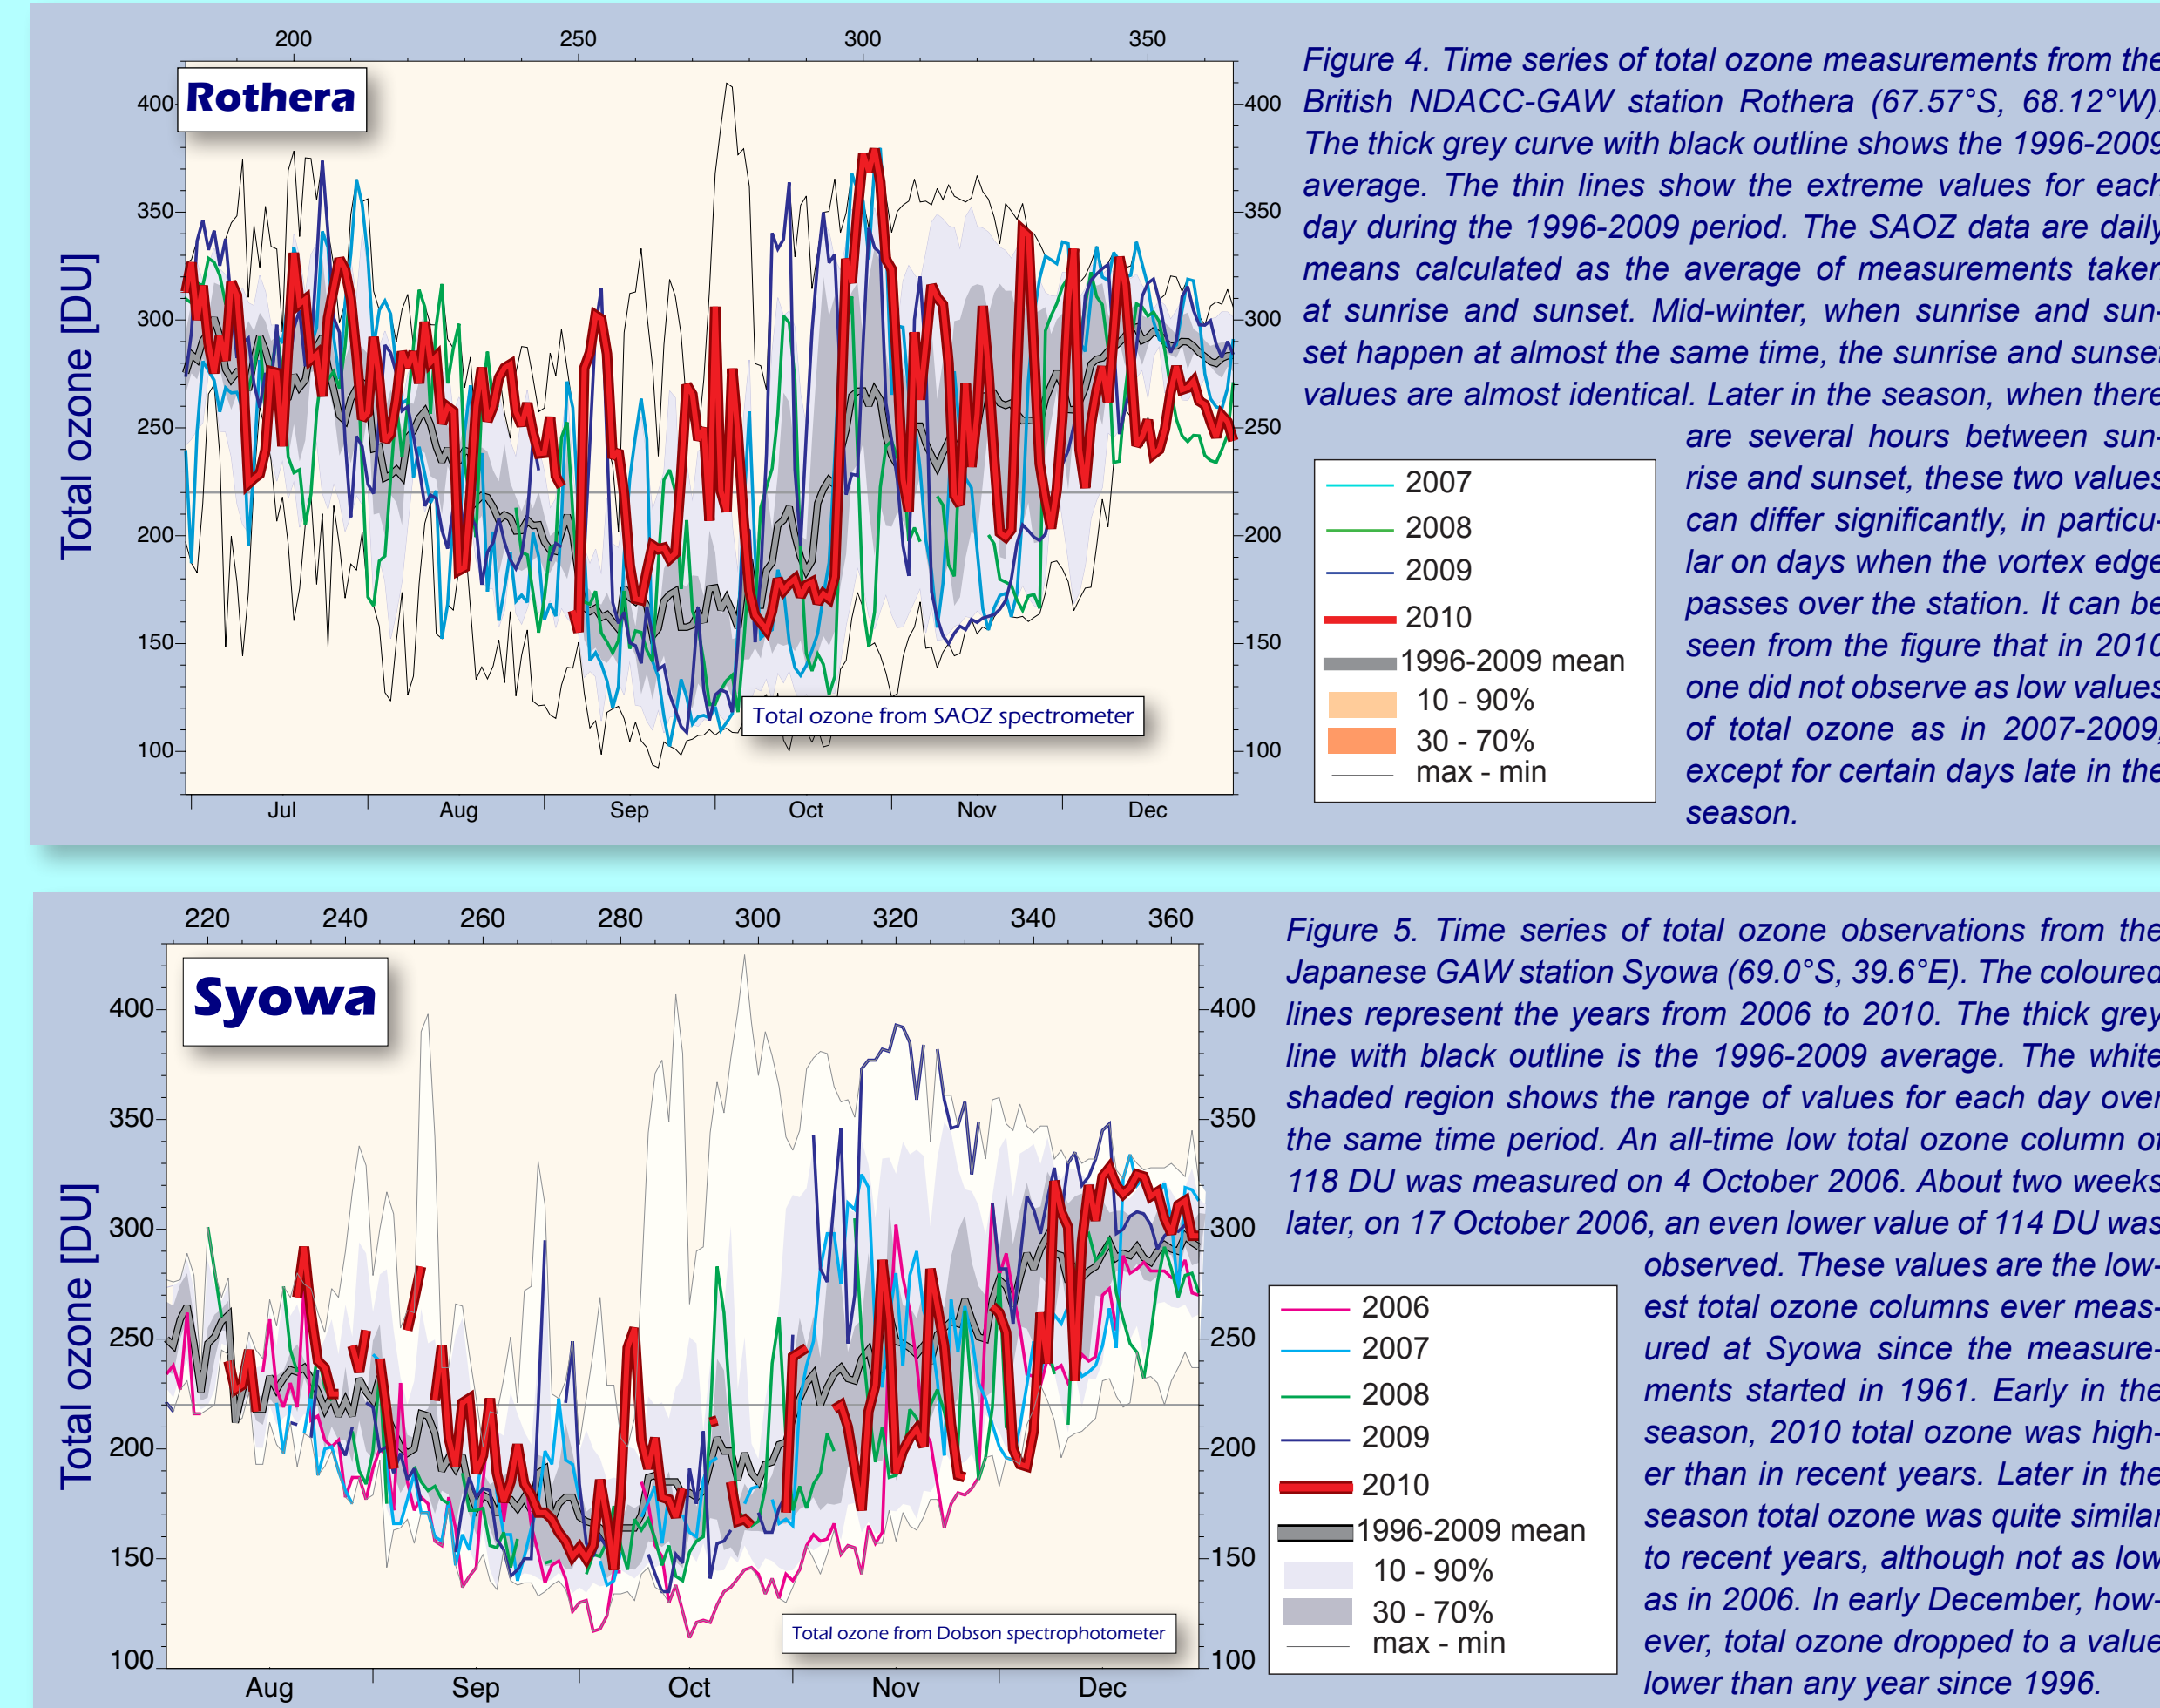 200 250 300 350
Rothera
400 400
350 350
300 300
250 250
200 200
150 150
100 100
Total ozone [DU]
Total ozone from SAOZ spectrometer
Jul Aug Sep Oct Nov Dec
Figure 4. Time series of total ozone measurements from the
British NDACC-GAW station Rothera (67.57°S, 68.12°W).
The thick grey curve with black outline shows the 1996-2009
average. The thin lines show the extreme values for each
day during the 1996-2009 period. The SAOZ data are daily
means calculated as the average of measurements taken
at sunrise and sunset. Mid-winter, when sunrise and sun-
set happen at almost the same time, the sunrise and sunset
values are almost identical. Later in the season, when there
are several hours between sun-
rise and sunset, these two values
can differ significantly, in particu-
lar on days when the vortex edge
passes over the station. It can be
seen from the figure that in 2010
one did not observe as low values
of total ozone as in 2007-2009,
except for certain days late in the
season.
2007
2008
2009
2010
1996-2009 mean
10 - 90%
30 - 70%
max - min
220 240 260 280 300 320 340 360
Syowa
400 400
350 350
300 300
250 250
200 200
150 150
100 100
Total ozone [DU]
Total ozone from Dobson spectrophotometer
Aug Sep Oct Nov Dec
Figure 5. Time series of total ozone observations from the
Japanese GAW station Syowa (69.0°S, 39.6°E). The coloured
lines represent the years from 2006 to 2010. The thick grey
line with black outline is the 1996-2009 average. The white
shaded region shows the range of values for each day over
the same time period. An all-time low total ozone column of
118 DU was measured on 4 October 2006. About two weeks
later, on 17 October 2006, an even lower value of 114 DU was
observed. These values are the low-
est total ozone columns ever meas-
ured at Syowa since the measure-
ments started in 1961. Early in the
season, 2010 total ozone was high-
er than in recent years. Later in the
season total ozone was quite similar
to recent years, although not as low
as in 2006. In early December, how-
ever, total ozone dropped to a value
lower than any year since 1996.
2006
2007
2008
2009
2010
1996-2009 mean
10 - 90%
30 - 70%
max - min